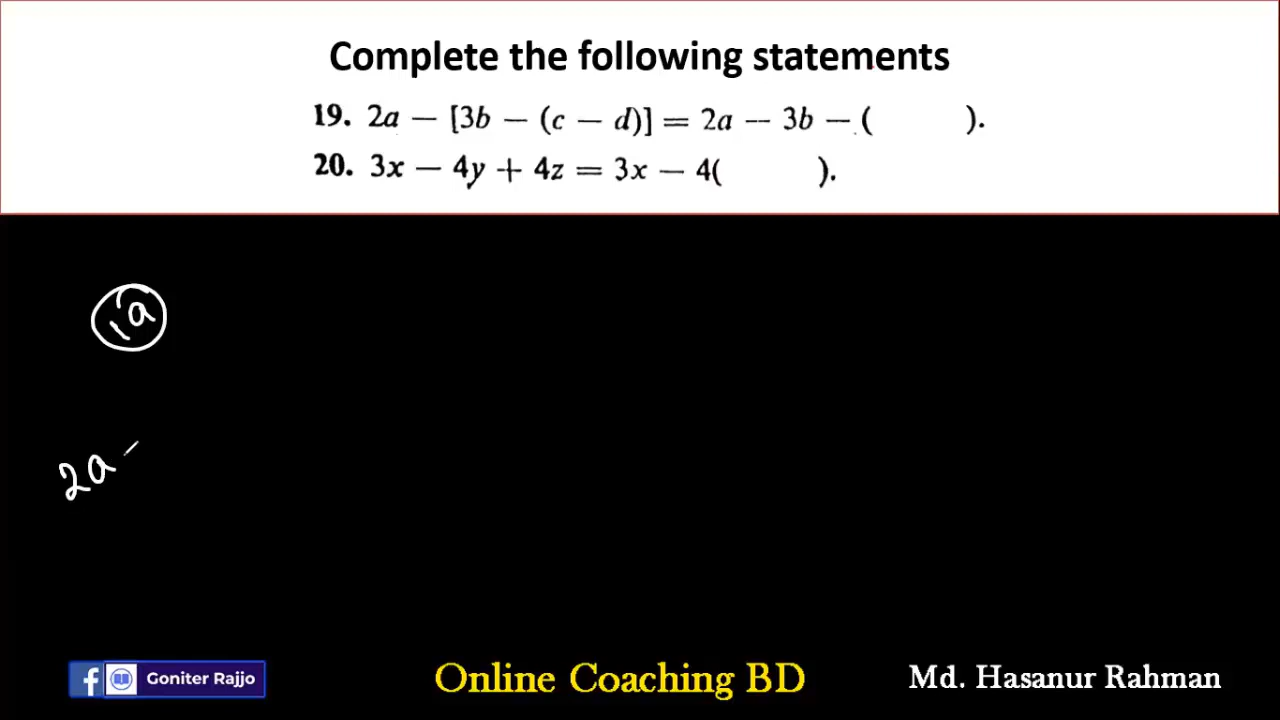 Complete the following statements
19. 2a − [3b − (c − d)] = 2a − 3b − ( ).
20. 3x − 4y + 4z = 3x − 4( ).
19
2a -
f Goniter Rajjo
Online Coaching BD
Md. Hasanur Rahman